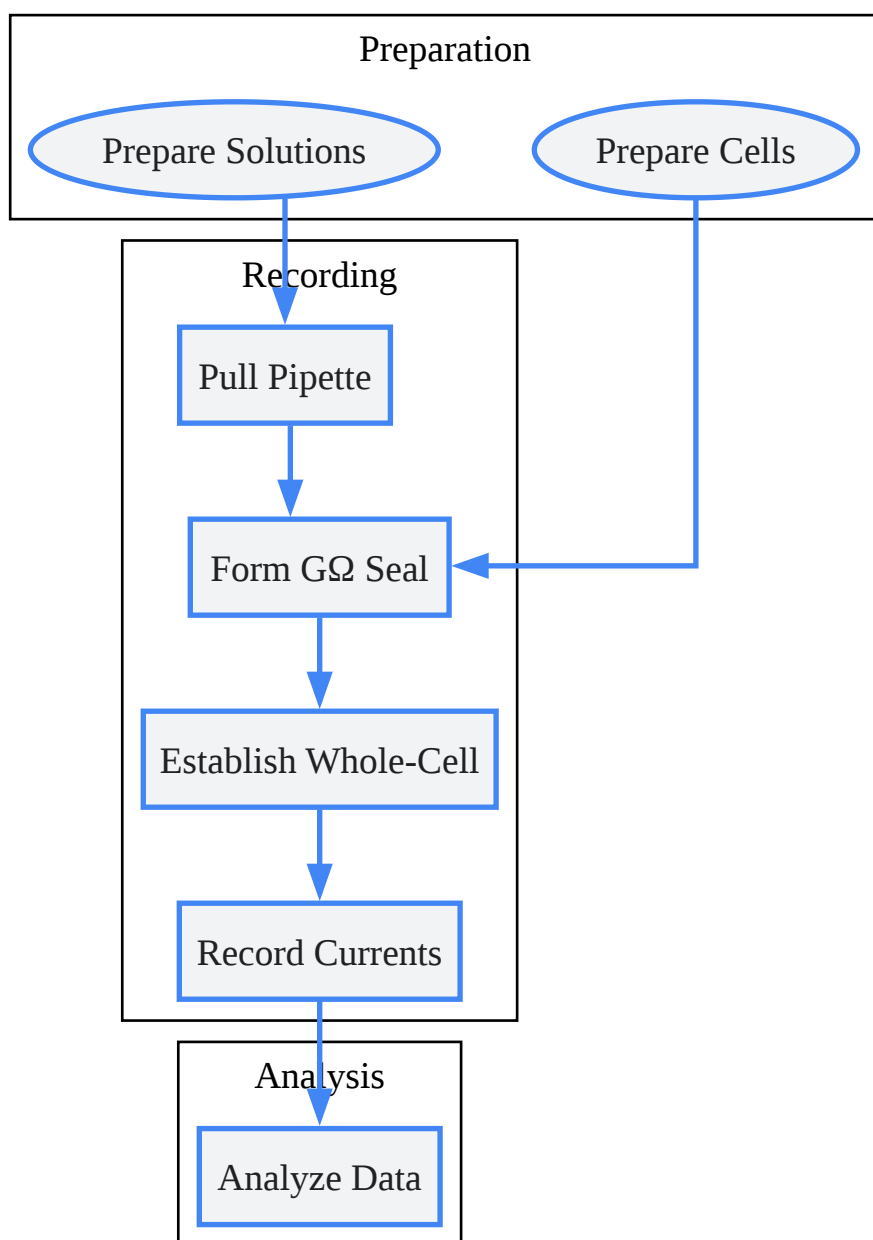 Preparation
Prepare Solutions
Prepare Cells
Recording
Pull Pipette
Form GΩ Seal
Establish Whole-Cell
Record Currents
Analysis
Analyze Data